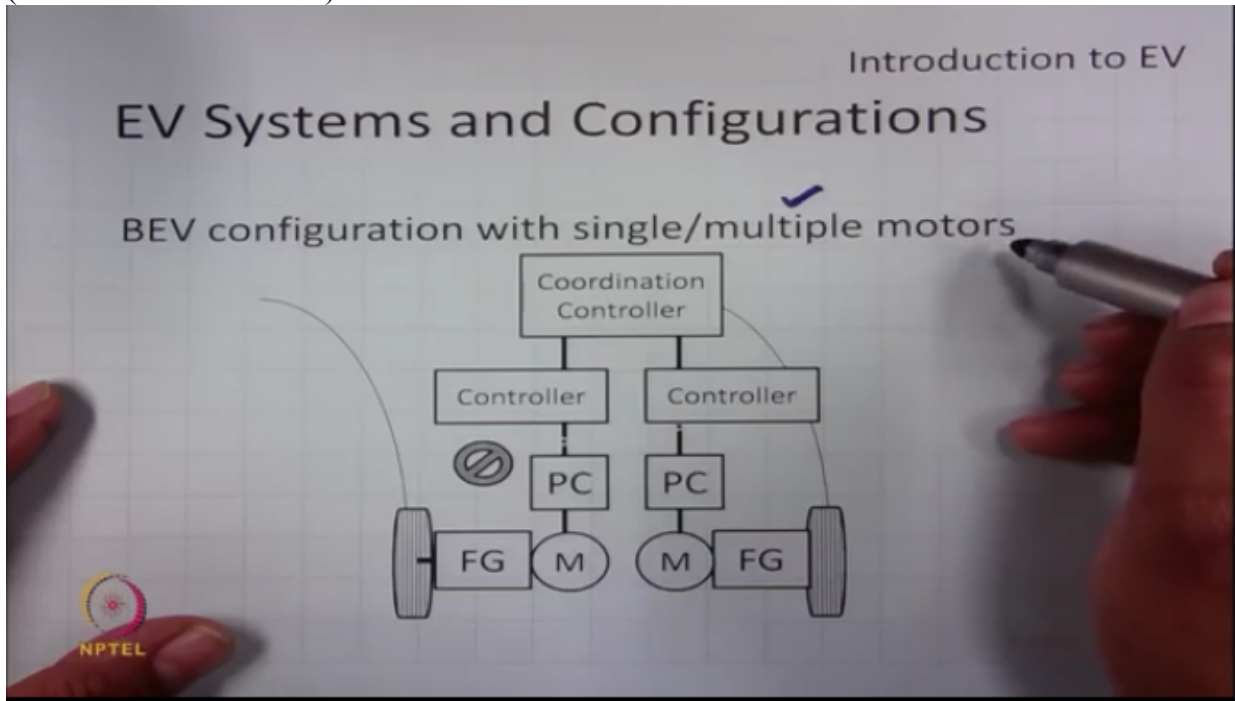 Introduction to EV
EV Systems and Configurations
BEV configuration with single/multiple motors
Coordination
Controller
Controller Controller
PC PC
FG M M FG
NPTEL